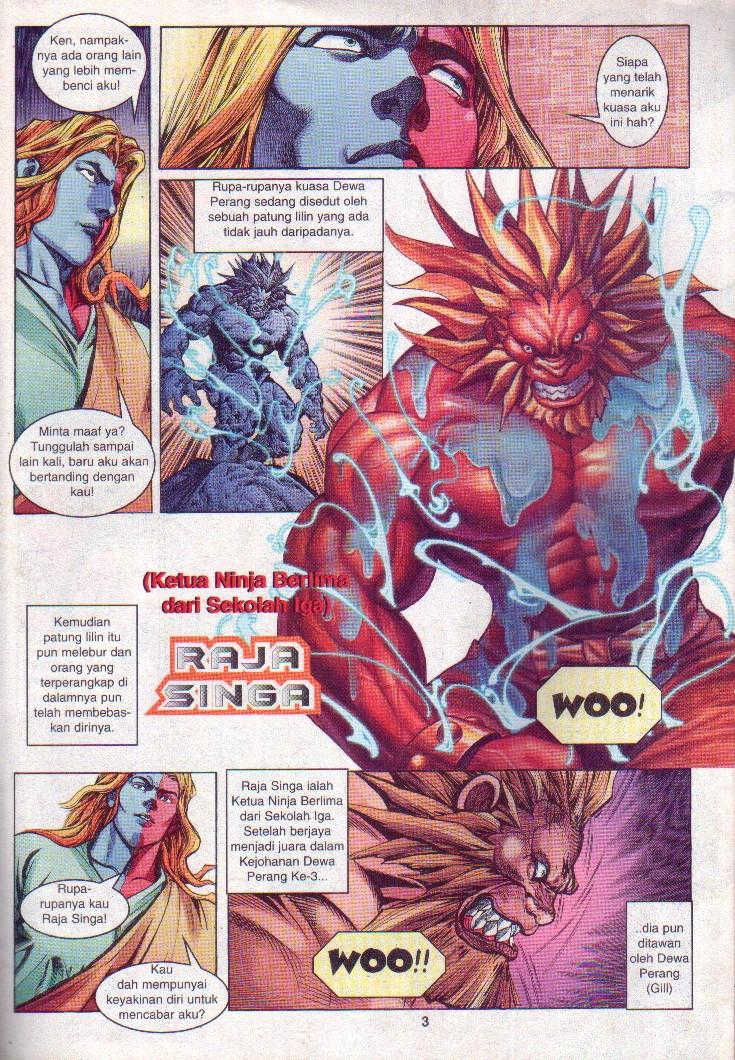 Ken, nampak-
nya ada orang lain
yang lebih mem-
benci aku!
Siapa
yang telah
menarik
kuasa aku
ini hah?
Rupa-rupanya kuasa Dewa
Perang sedang disedut oleh
sebuah patung lilin yang ada
tidak jauh daripadanya.
Minta maaf ya?
Tunggulah sampai
lain kali, baru aku akan
bertanding dengan
kau!
(Ketua Ninja Berlima
dari Sekolah Iga)
RAJA
SINGA
Kemudian
patung lilin itu
pun melebur dan
orang yang
terperangkap di
dalamnya pun
telah membebas-
kan dirinya.
WOO!
Rupa-
rupanya kau
Raja Singa!
Kau
dah mempunyai
keyakinan diri untuk
mencabar aku?
Raja Singa ialah
Ketua Ninja Berlima
dari Sekolah Iga.
Setelah berjaya
menjadi juara dalam
Kejohanan Dewa
Perang Ke-3...
WOO!!
..dia pun
ditawan
oleh Dewa
Perang
(Gill)
3